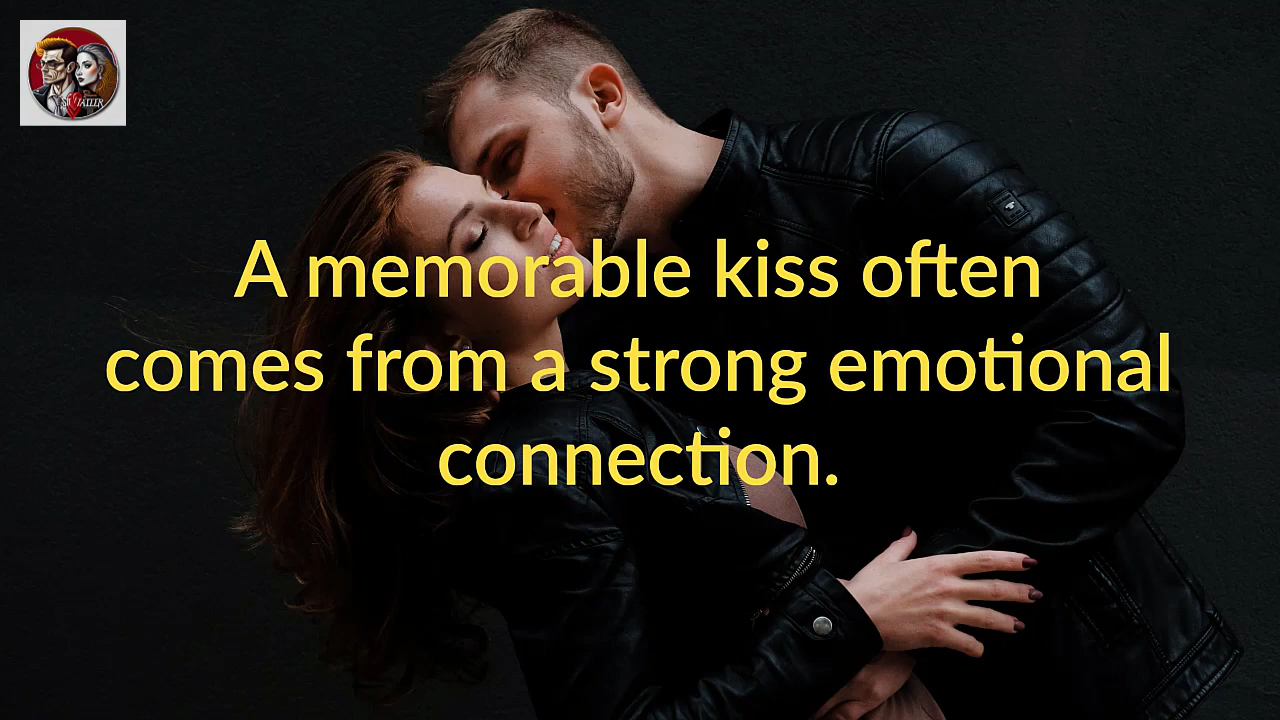 A memorable kiss often
comes from a strong emotional
connection.